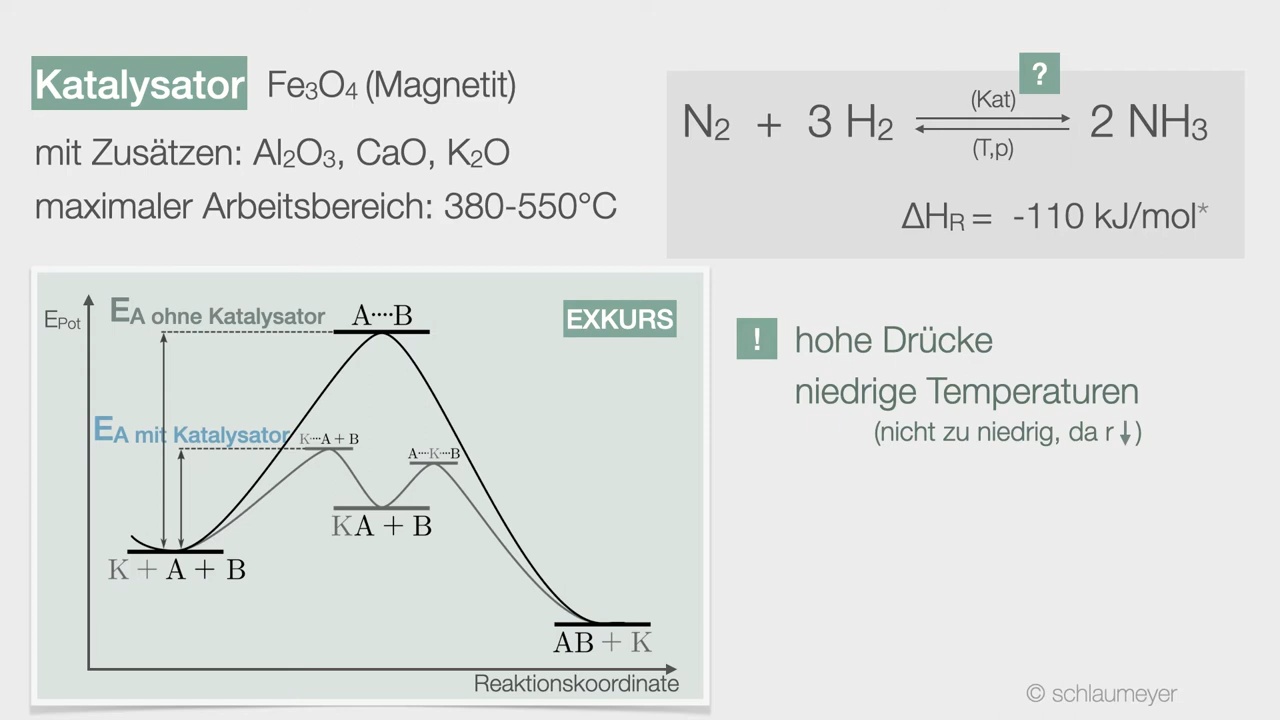 Katalysator Fe₃O₄ (Magnetit)
mit Zusätzen: Al₂O₃, CaO, K₂O
maximaler Arbeitsbereich: 380-550°C
?
N₂ + 3 H₂ (Kat) (T,p) 2 NH₃
ΔHR = -110 kJ/mol*
EPot
EA ohne Katalysator
A····B
EXKURS
EA mit Katalysator
K···A + B
A····K···B
KA + B
K + A + B
AB + K
Reaktionskoordinate
! hohe Drücke
niedrige Temperaturen
(nicht zu niedrig, da r↓)
© schlaumeyer